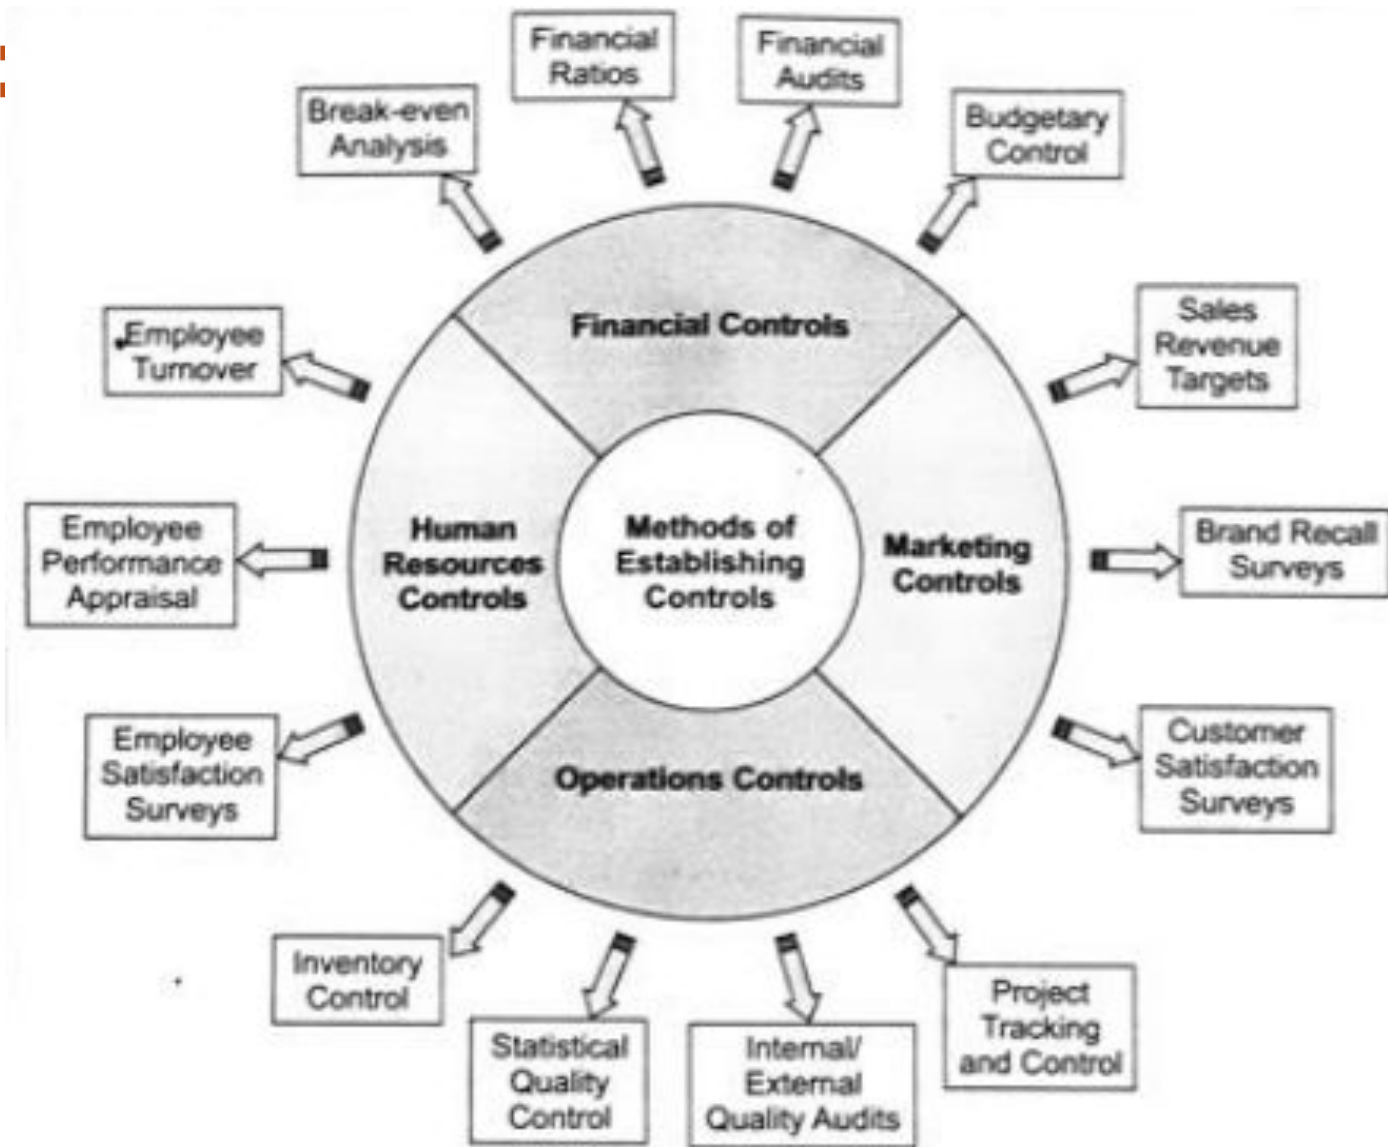 Financial
Ratios
Financial
Audits
Break-even
Analysis
Budgetary
Control
Financial Controls
Employee
Turnover
Sales
Revenue
Targets
Human
Resources
Controls
Methods of
Establishing
Controls
Marketing
Controls
Employee
Performance
Appraisal
Brand Recall
Surveys
Employee
Satisfaction
Surveys
Customer
Satisfaction
Surveys
Operations Controls
Inventory
Control
Statistical
Quality
Control
Internal/
External
Quality Audits
Project
Tracking
and Control